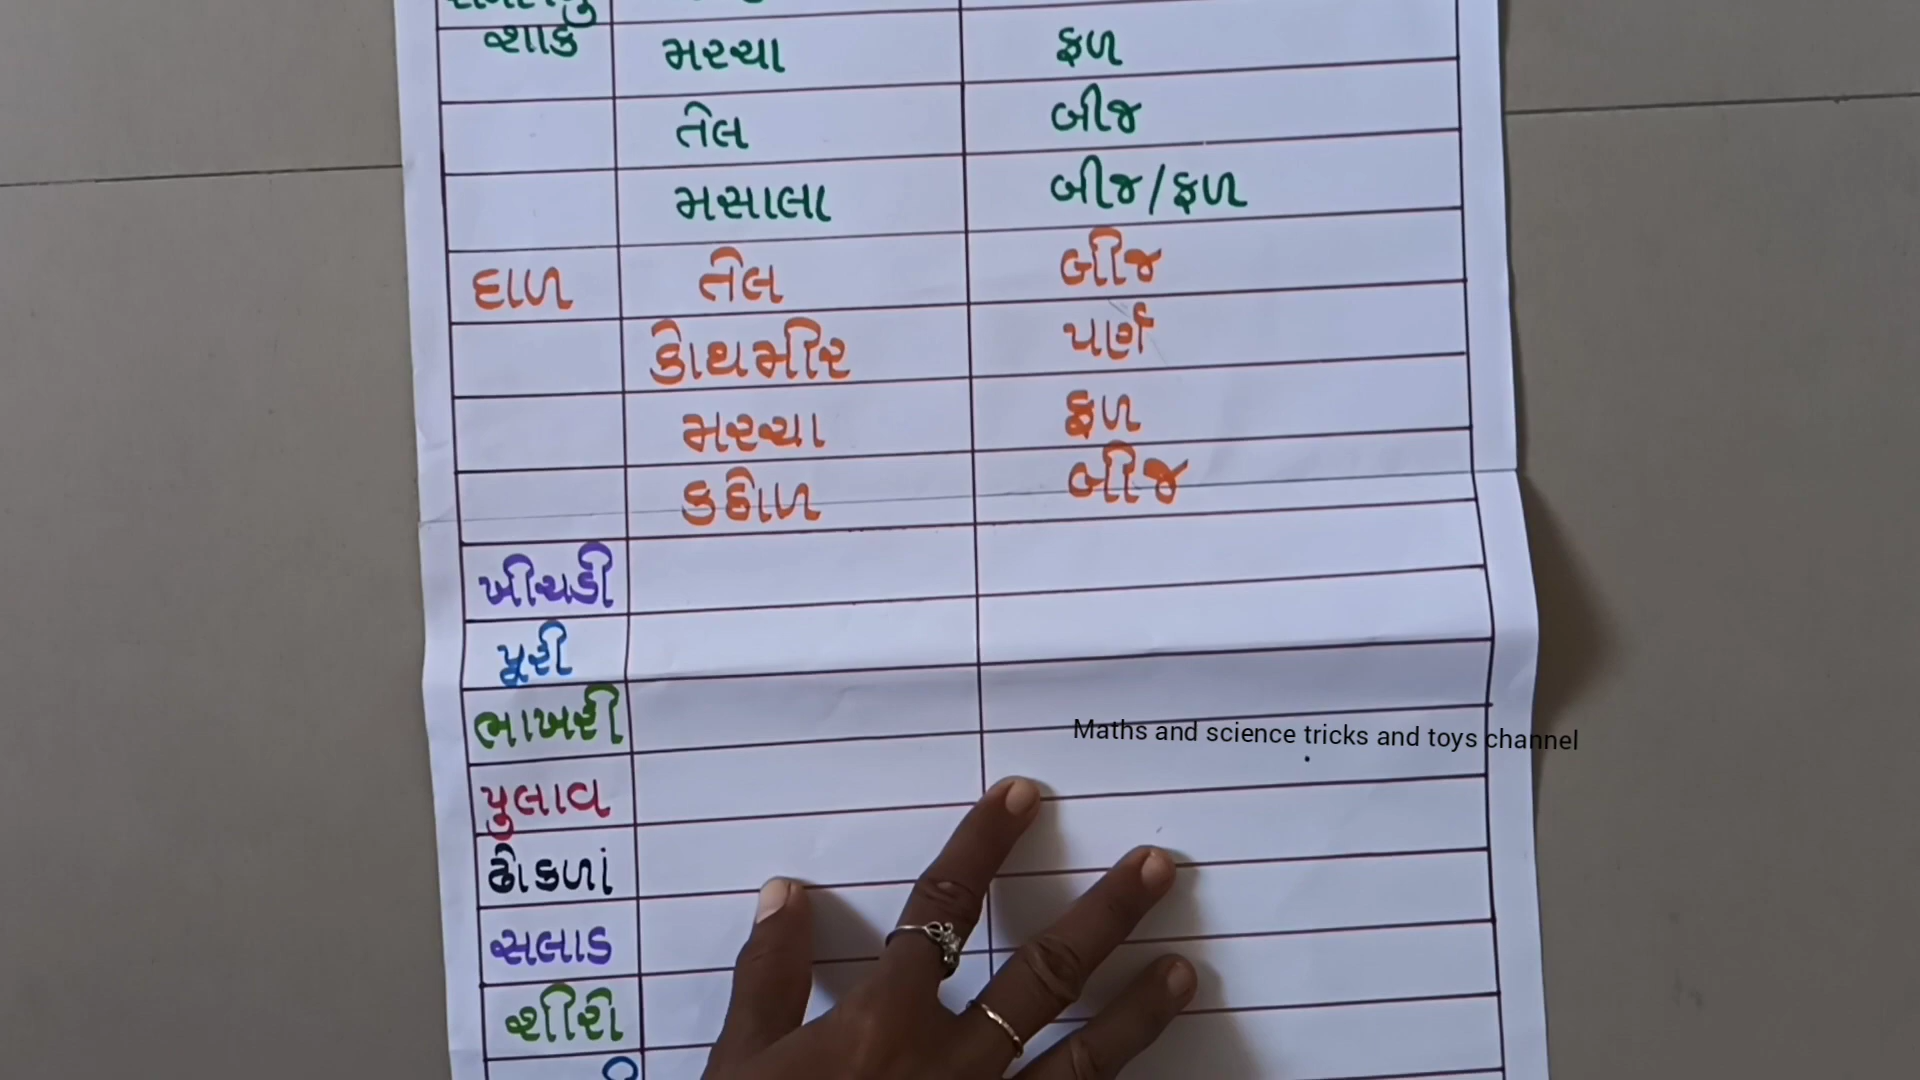 શાક મરચા ફળ
તેલ બીજ
મસાલા બીજ/ફળ
દાળ તેલ બીજ
કોથમીર પર્ણ
મરચા ફળ
કઠોળ બીજ
ખીચડી
પૂરી
ભાખરી
Maths and science tricks and toys channel
પુલાવ
ઢોકળાં
સલાડ
શીરો